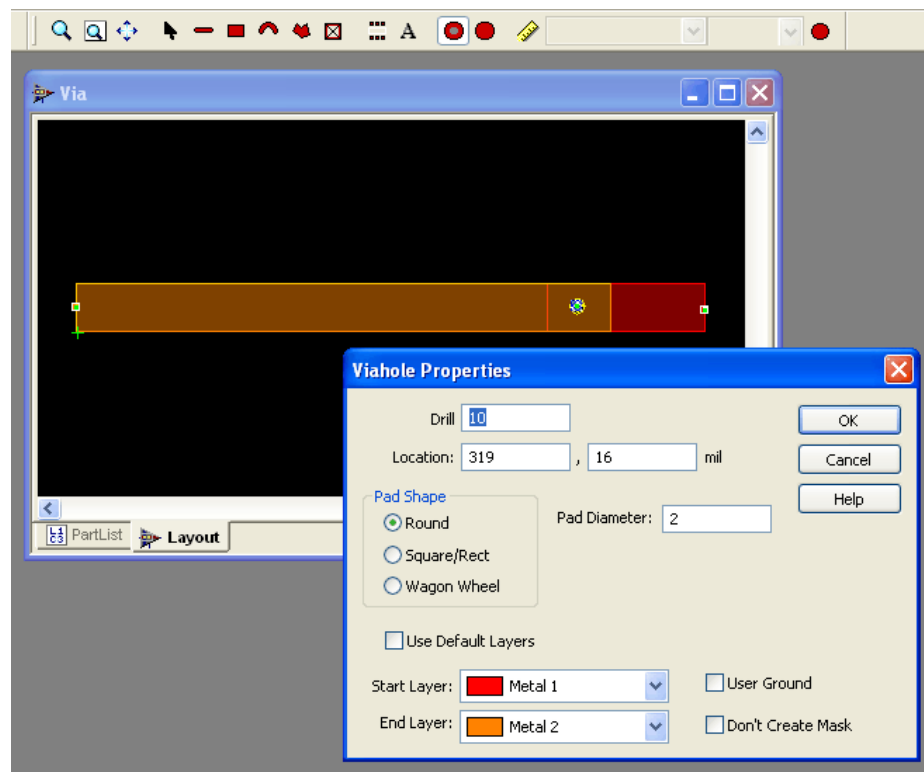 A
Via
PartList
Layout
Viahole Properties
Drill 10
OK
Location: 319 , 16 mil
Cancel
Pad Shape
Help
Round
Pad Diameter: 2
Square/Rect
Wagon Wheel
Use Default Layers
Start Layer: Metal 1
User Ground
End Layer: Metal 2
Don't Create Mask